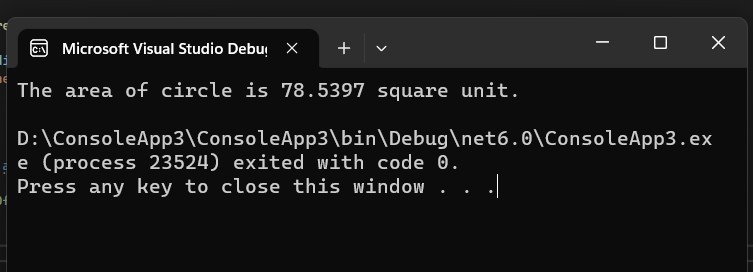 Microsoft Visual Studio Debug
The area of circle is 78.5397 square unit.
D:\ConsoleApp3\ConsoleApp3\bin\Debug\net6.0\ConsoleApp3.ex
e (process 23524) exited with code 0.
Press any key to close this window . . .